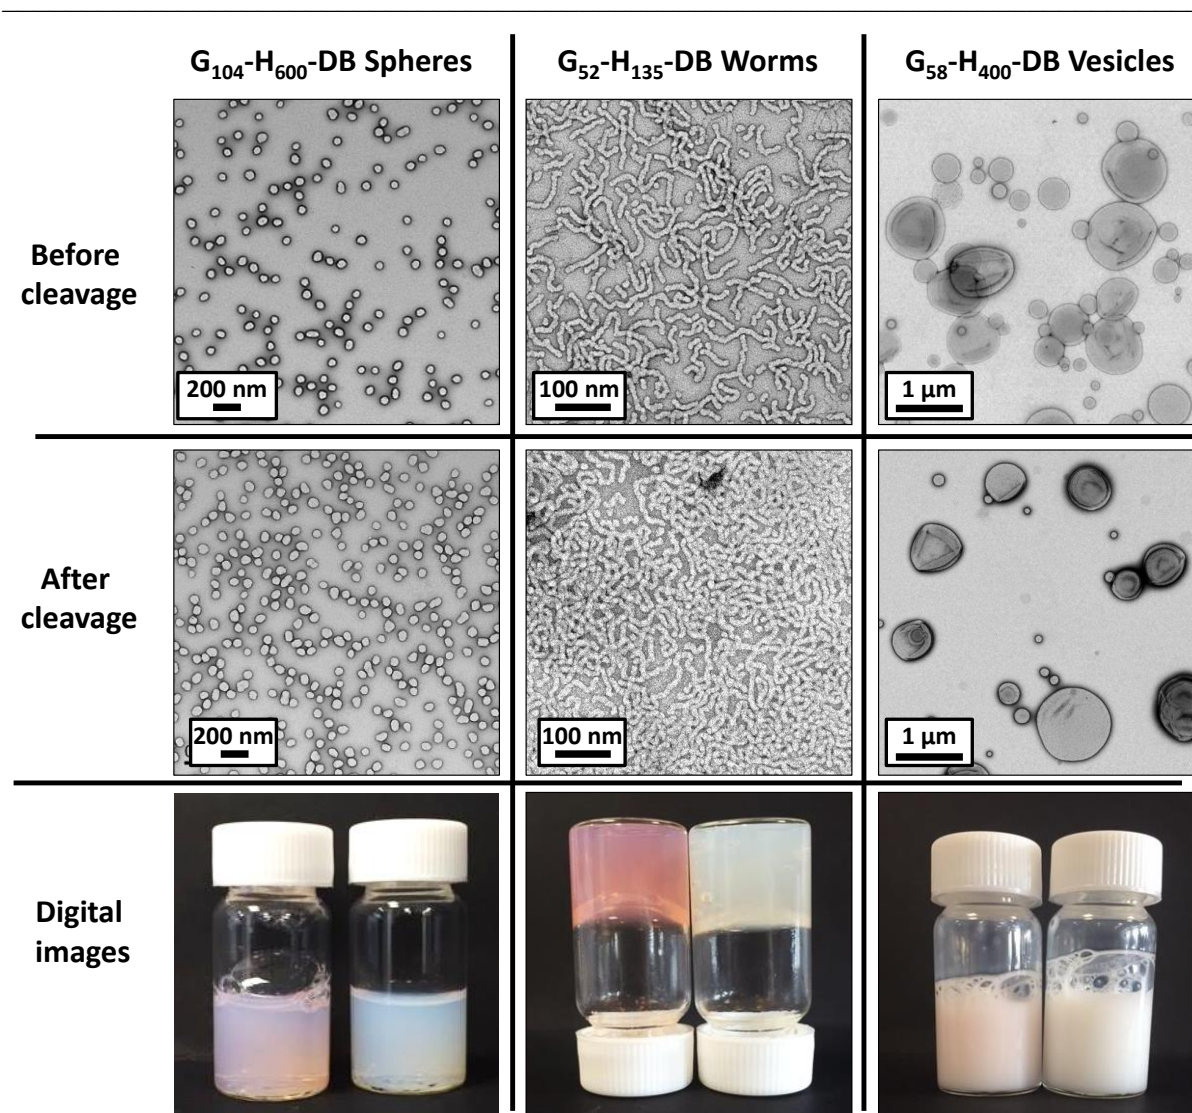 G₁₀₄-H₆₀₀-DB Spheres
G₅₂-H₁₃₅-DB Worms
G₅₈-H₄₀₀-DB Vesicles
Before
cleavage
200 nm
100 nm
1 µm
After
cleavage
200 nm
100 nm
1 µm
Digital
images